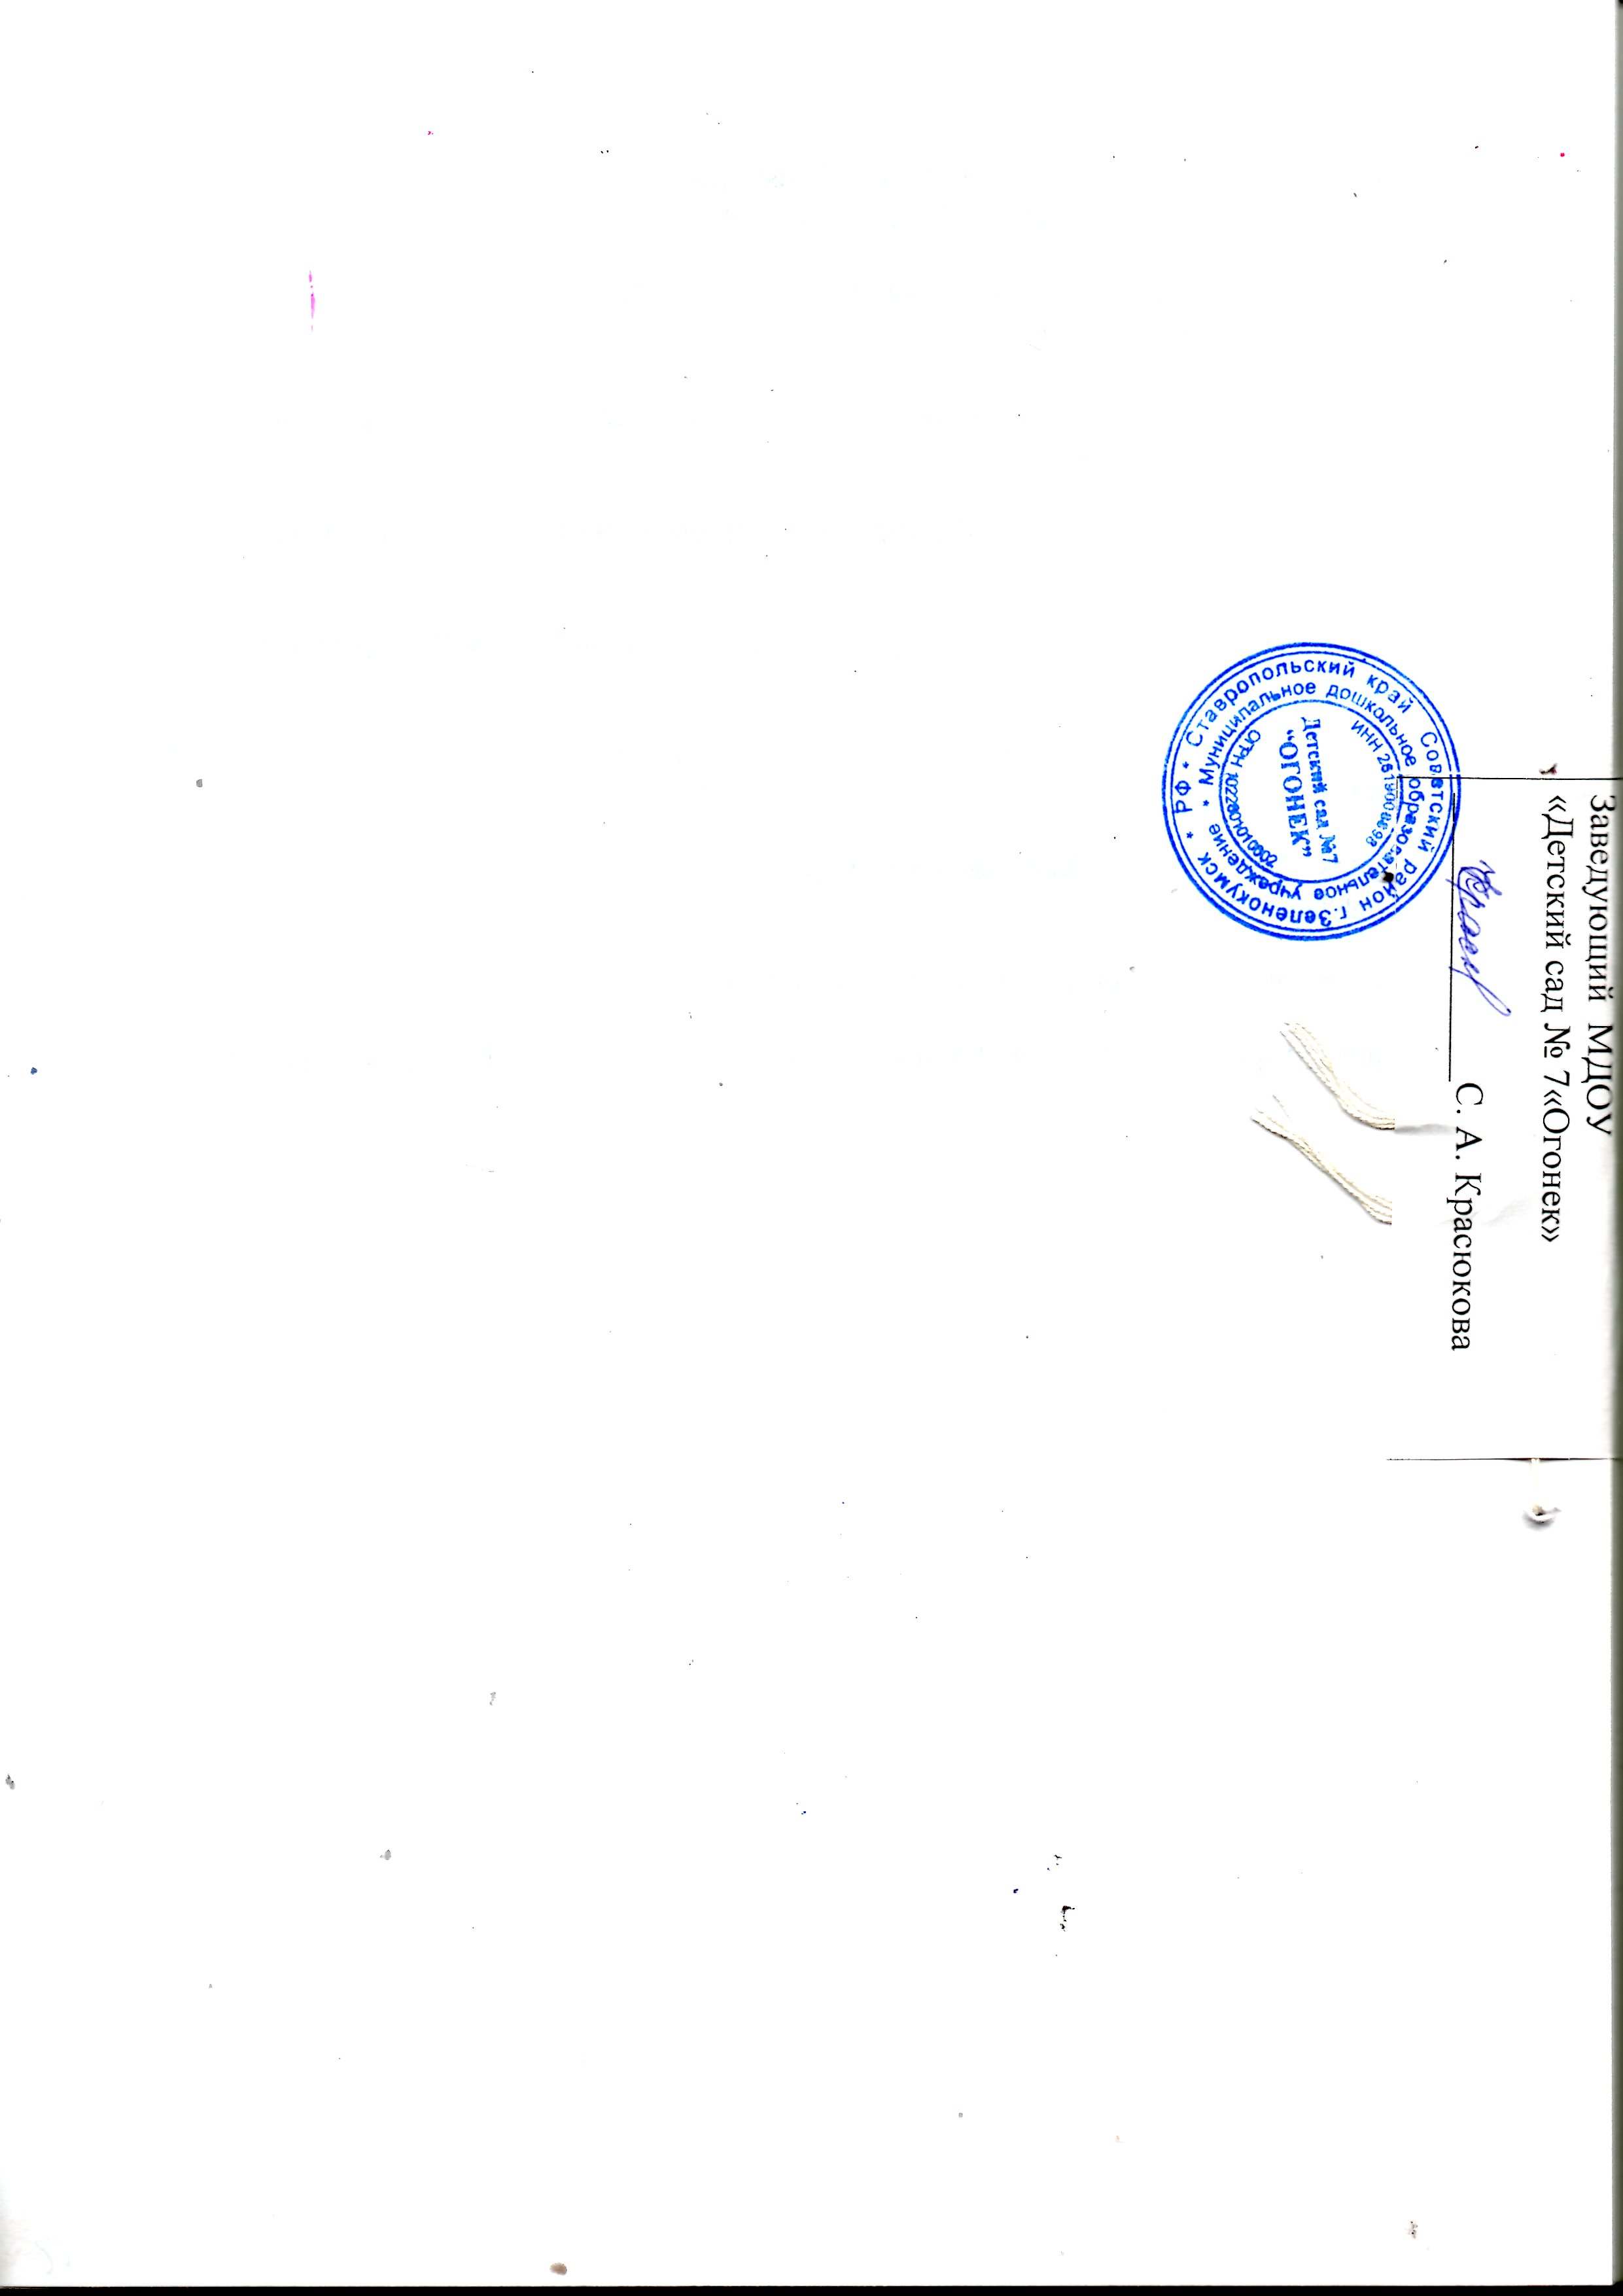 Заведующий МДОУ
«Детский сад № 7«Огонек»
С. А. Красюкова
РФ * Ставропольский край Советский район г. Зеленокумск *
* Муниципальное дошкольное образовательное учреждение
ИНН
Детский сад №7
“ОГОНЕК”